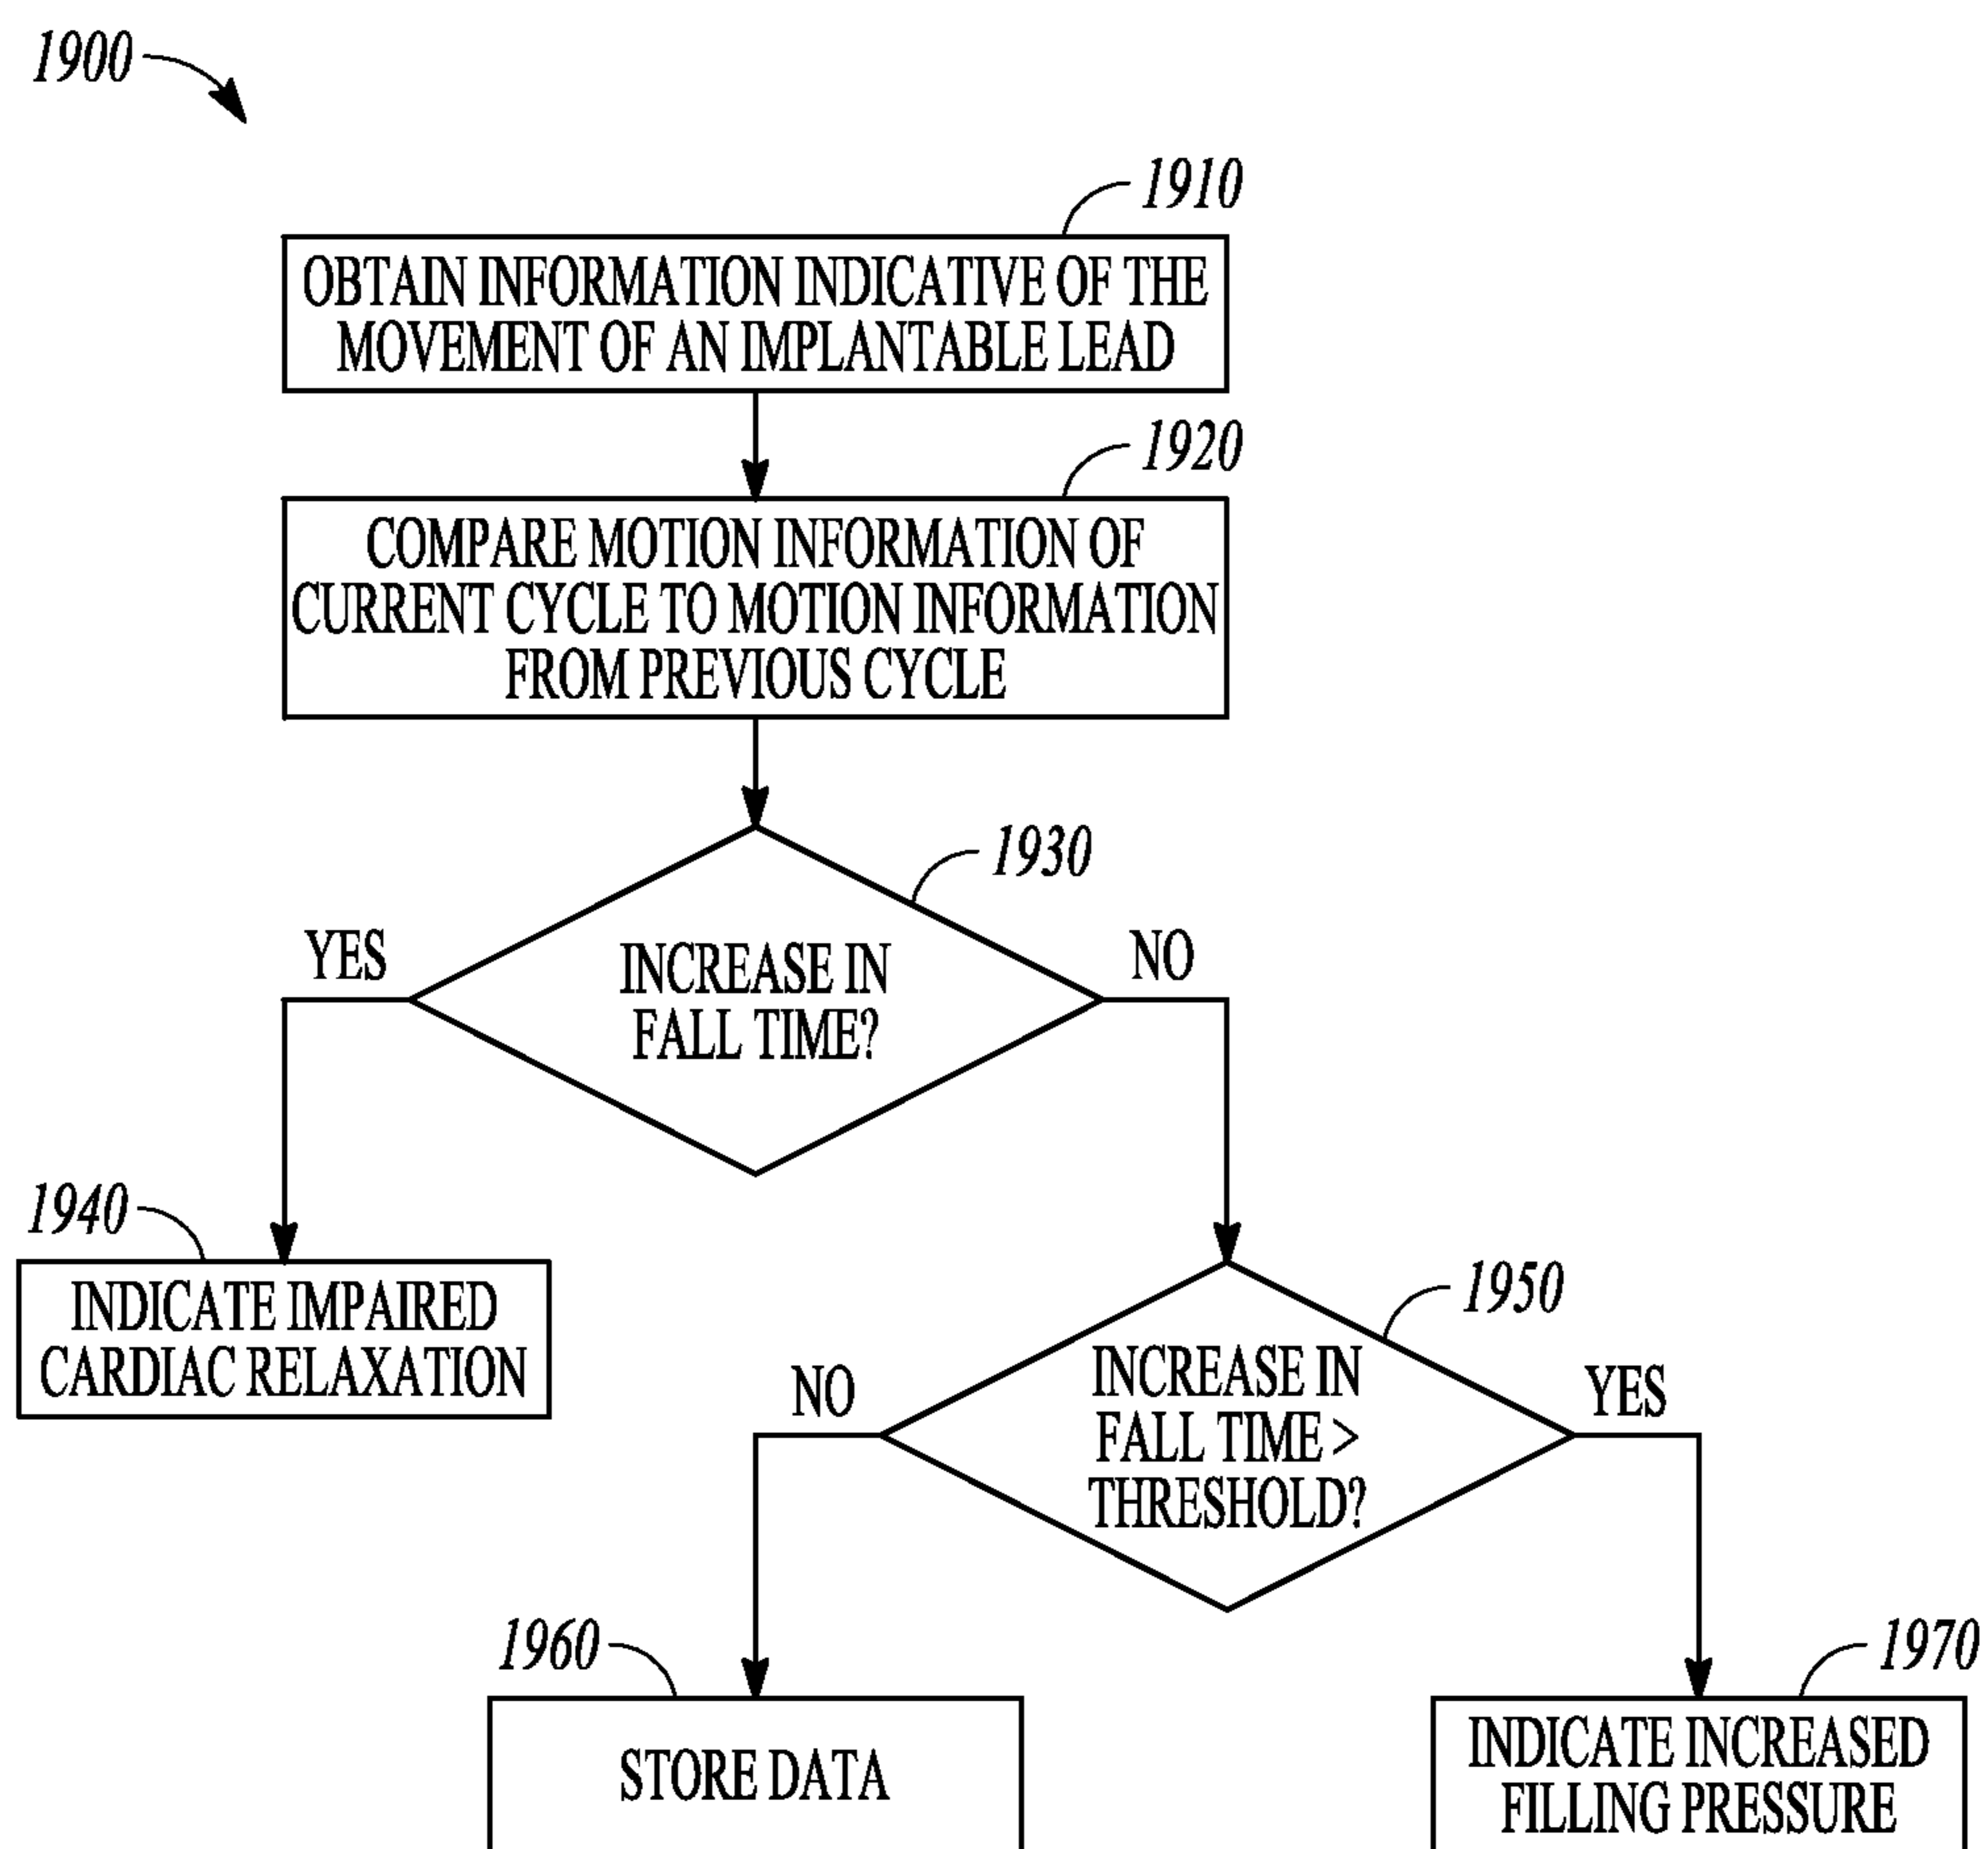 1900
1910
OBTAIN INFORMATION INDICATIVE OF THE
MOVEMENT OF AN IMPLANTABLE LEAD
1920
COMPARE MOTION INFORMATION OF
CURRENT CYCLE TO MOTION INFORMATION
FROM PREVIOUS CYCLE
1930
YES
INCREASE IN
FALL TIME?
NO
1940
INDICATE IMPAIRED
CARDIAC RELAXATION
1950
NO
INCREASE IN
FALL TIME >
THRESHOLD?
YES
1960
STORE DATA
1970
INDICATE INCREASED
FILLING PRESSURE